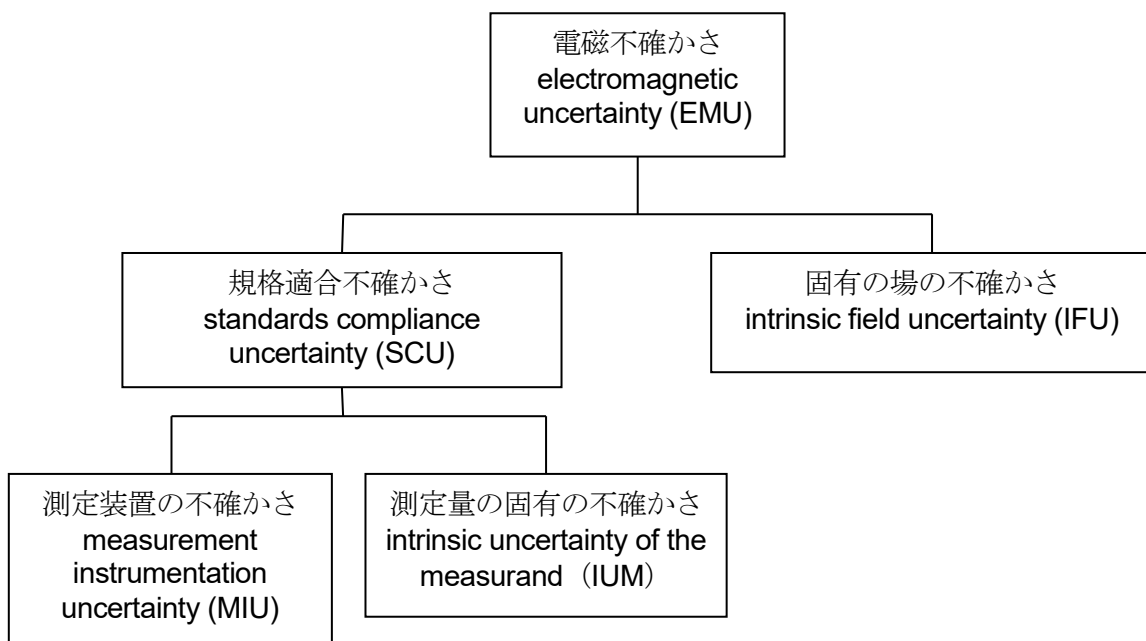 電磁不確かさ
electromagnetic
uncertainty (EMU)
規格適合不確かさ
standards compliance
uncertainty (SCU)
固有の場の不確かさ
intrinsic field uncertainty (IFU)
測定装置の不確かさ
measurement
instrumentation
uncertainty (MIU)
測定量の固有の不確かさ
intrinsic uncertainty of the
measurand（IUM）